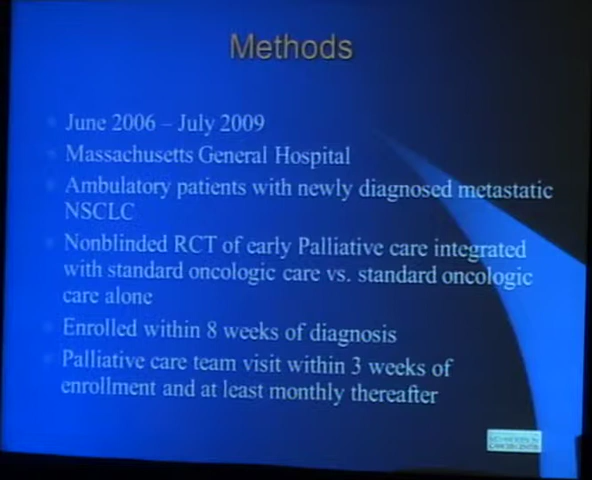 Methods
June 2006 – July 2009
Massachusetts General Hospital
Ambulatory patients with newly diagnosed metastatic
NSCLC
Nonblinded RCT of early Palliative care integrated
with standard oncologic care vs. standard oncologic
care alone
Enrolled within 8 weeks of diagnosis
Palliative care team visit within 3 weeks of
enrollment and at least monthly thereafter